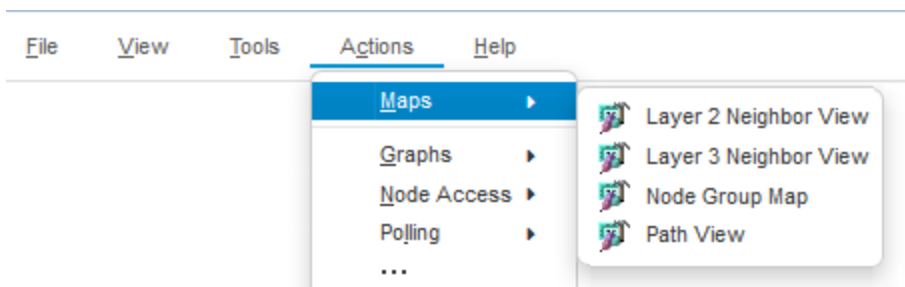 File View Tools Actions Help
Maps
Layer 2 Neighbor View
Layer 3 Neighbor View
Node Group Map
Path View
Graphs
Node Access
Polling
...